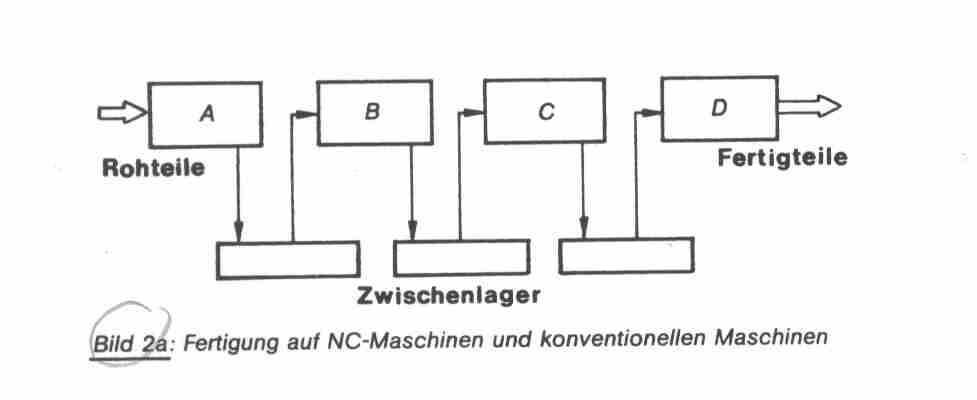 A
B
C
D
Rohteile
Fertigteile
Zwischenlager
Bild 2a: Fertigung auf NC-Maschinen und konventionellen Maschinen